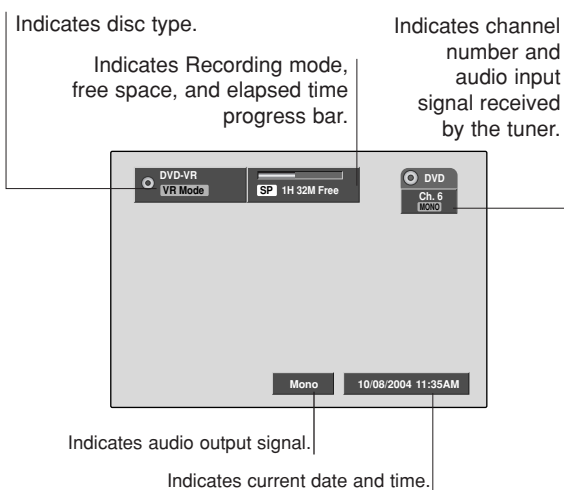 Indicates disc type.
Indicates Recording mode,
free space, and elapsed time
progress bar.
Indicates channel
number and
audio input
signal received
by the tuner.
DVD-VR
VR Mode
SP 1H 32M Free
DVD
Ch. 6
MONO
Mono
10/08/2004 11:35AM
Indicates audio output signal.
Indicates current date and time.